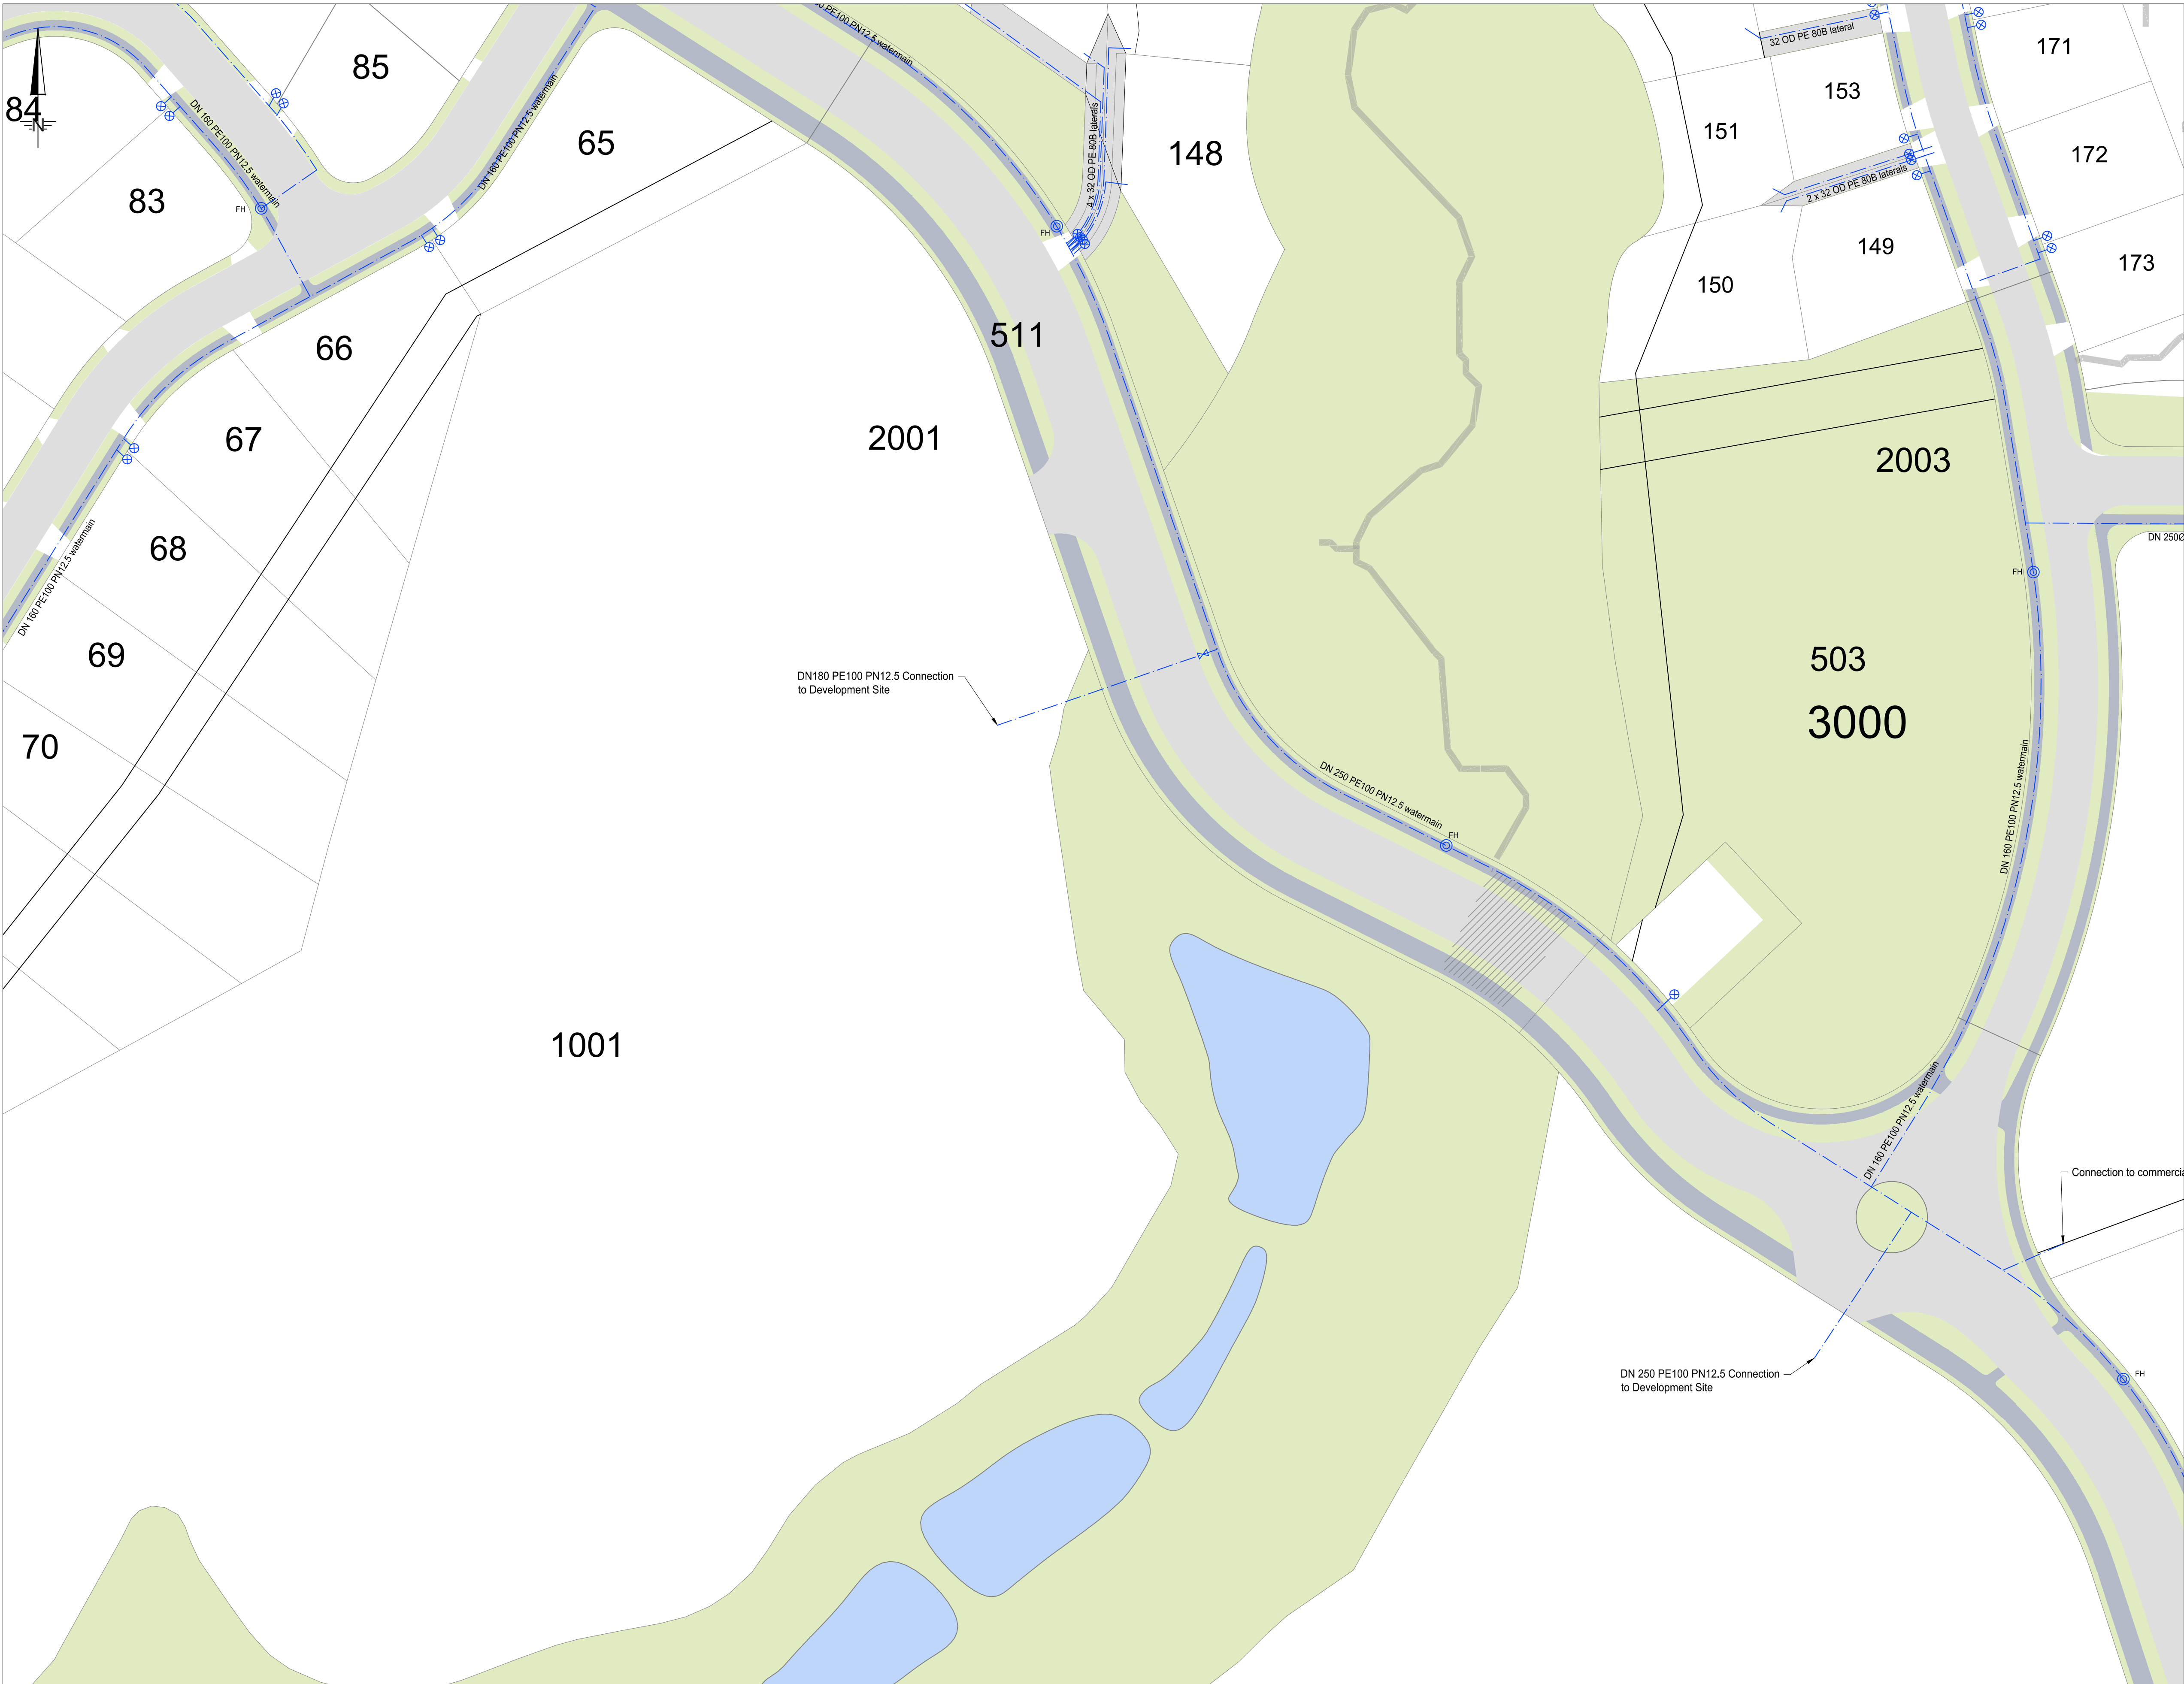 84
N
83
85
DN 160 PE100 PN12.5 watermain
FH
65
DN 160 PE100 PN12.5 watermain
66
67
68
69
70
DN 160 PE100 PN12.5 watermain
PE100 PN12.5 watermain
FH
4 x 32 OD PE 80B laterals
148
511
2001
32 OD PE 80B lateral
153
151
2 x 32 OD PE 80B laterals
149
150
171
172
173
2003
DN 250Ø
FH
503
3000
DN180 PE100 PN12.5 Connection
to Development Site
DN 250 PE100 PN12.5 watermain
FH
DN 160 PE100 PN12.5 watermain
1001
DN 160 PE100 PN12.5 watermain
Connection to commercia
DN 250 PE100 PN12.5 Connection
to Development Site
FH